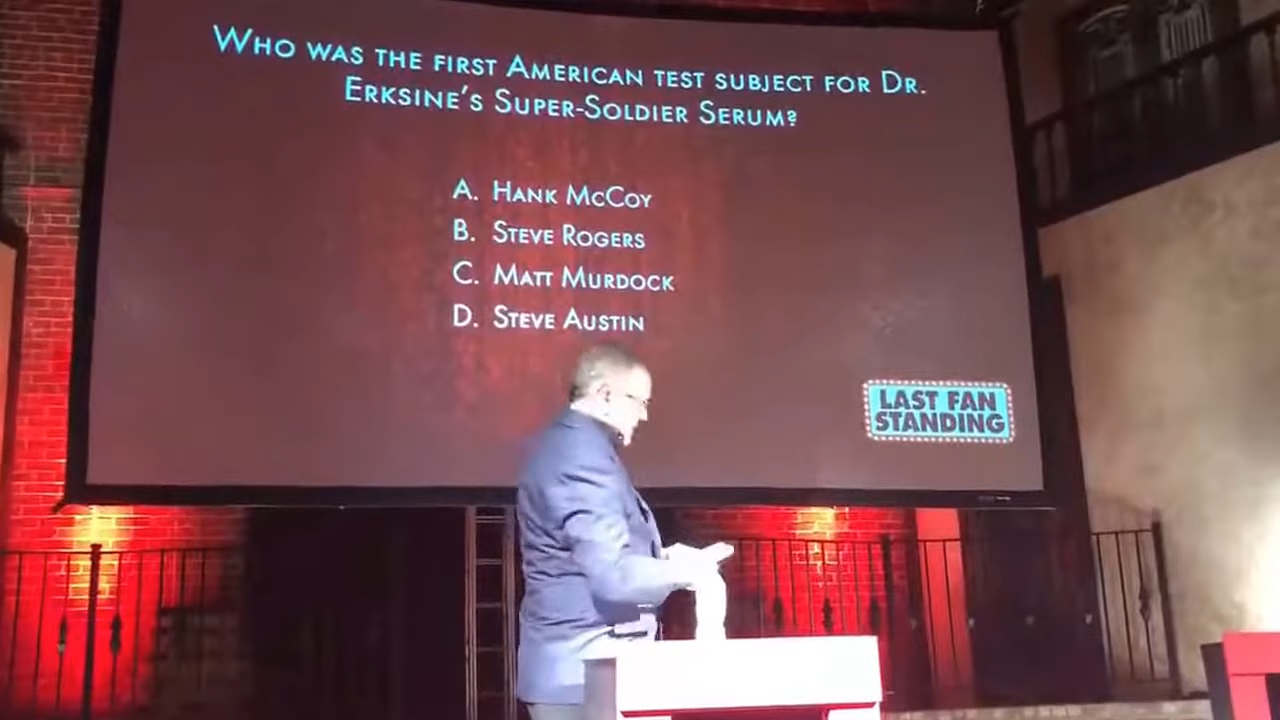 Who was the first American test subject for Dr.
Erksine's Super-Soldier Serum?
A. Hank McCoy
B. Steve Rogers
C. Matt Murdock
D. Steve Austin
LAST FAN
STANDING